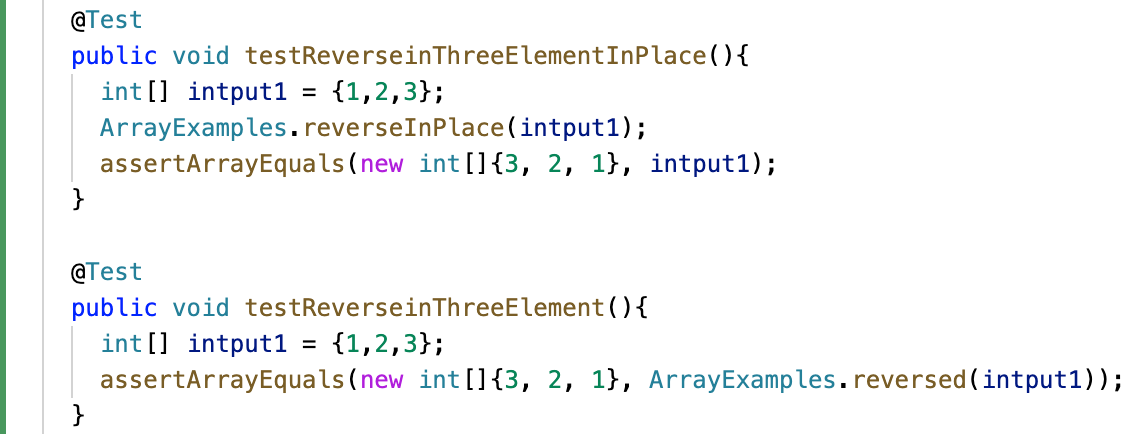 @Test
public void testReverseinThreeElementInPlace(){
int[] intput1 = {1,2,3};
ArrayExamples.reverseInPlace(intput1);
assertArrayEquals(new int[]{3, 2, 1}, intput1);
}
@Test
public void testReverseinThreeElement(){
int[] intput1 = {1,2,3};
assertArrayEquals(new int[]{3, 2, 1}, ArrayExamples.reversed(intput1));
}